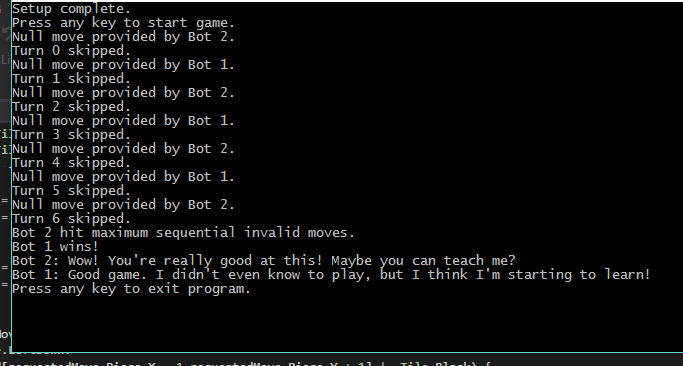 Setup complete.
Press any key to start game.
Null move provided by Bot 2.
Turn 0 skipped.
Null move provided by Bot 1.
Turn 1 skipped.
Null move provided by Bot 2.
Turn 2 skipped.
Null move provided by Bot 1.
Turn 3 skipped.
Null move provided by Bot 2.
Turn 4 skipped.
Null move provided by Bot 1.
Turn 5 skipped.
Null move provided by Bot 2.
Turn 6 skipped.
Bot 2 hit maximum sequential invalid moves.
Bot 1 wins!
Bot 2: Wow! You're really good at this! Maybe you can teach me?
Bot 1: Good game. I didn't even know to play, but I think I'm starting to learn!
Press any key to exit program.